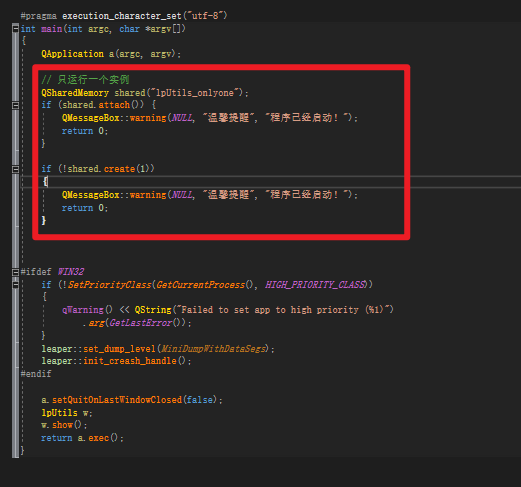 #pragma execution_character_set("utf-8")
int main(int argc, char *argv[])
{
QApplication a(argc, argv);
// 只运行一个实例
QSharedMemory shared("lpUtils_onlyone");
if (shared.attach()) {
QMessageBox::warning(NULL, "温馨提醒", "程序已经启动！");
return 0;
}
if (!shared.create(1))
{
QMessageBox::warning(NULL, "温馨提醒", "程序已经启动！");
return 0;
}
#ifdef WIN32
if (!SetPriorityClass(GetCurrentProcess(), HIGH_PRIORITY_CLASS))
{
qWarning() << QString("Failed to set app to high priority (%1)")
.arg(GetLastError());
}
leaper::set_dump_level(MiniDumpWithDataSegs);
leaper::init_creash_handle();
#endif
a.setQuitOnLastWindowClosed(false);
lpUtils w;
w.show();
return a.exec();
}